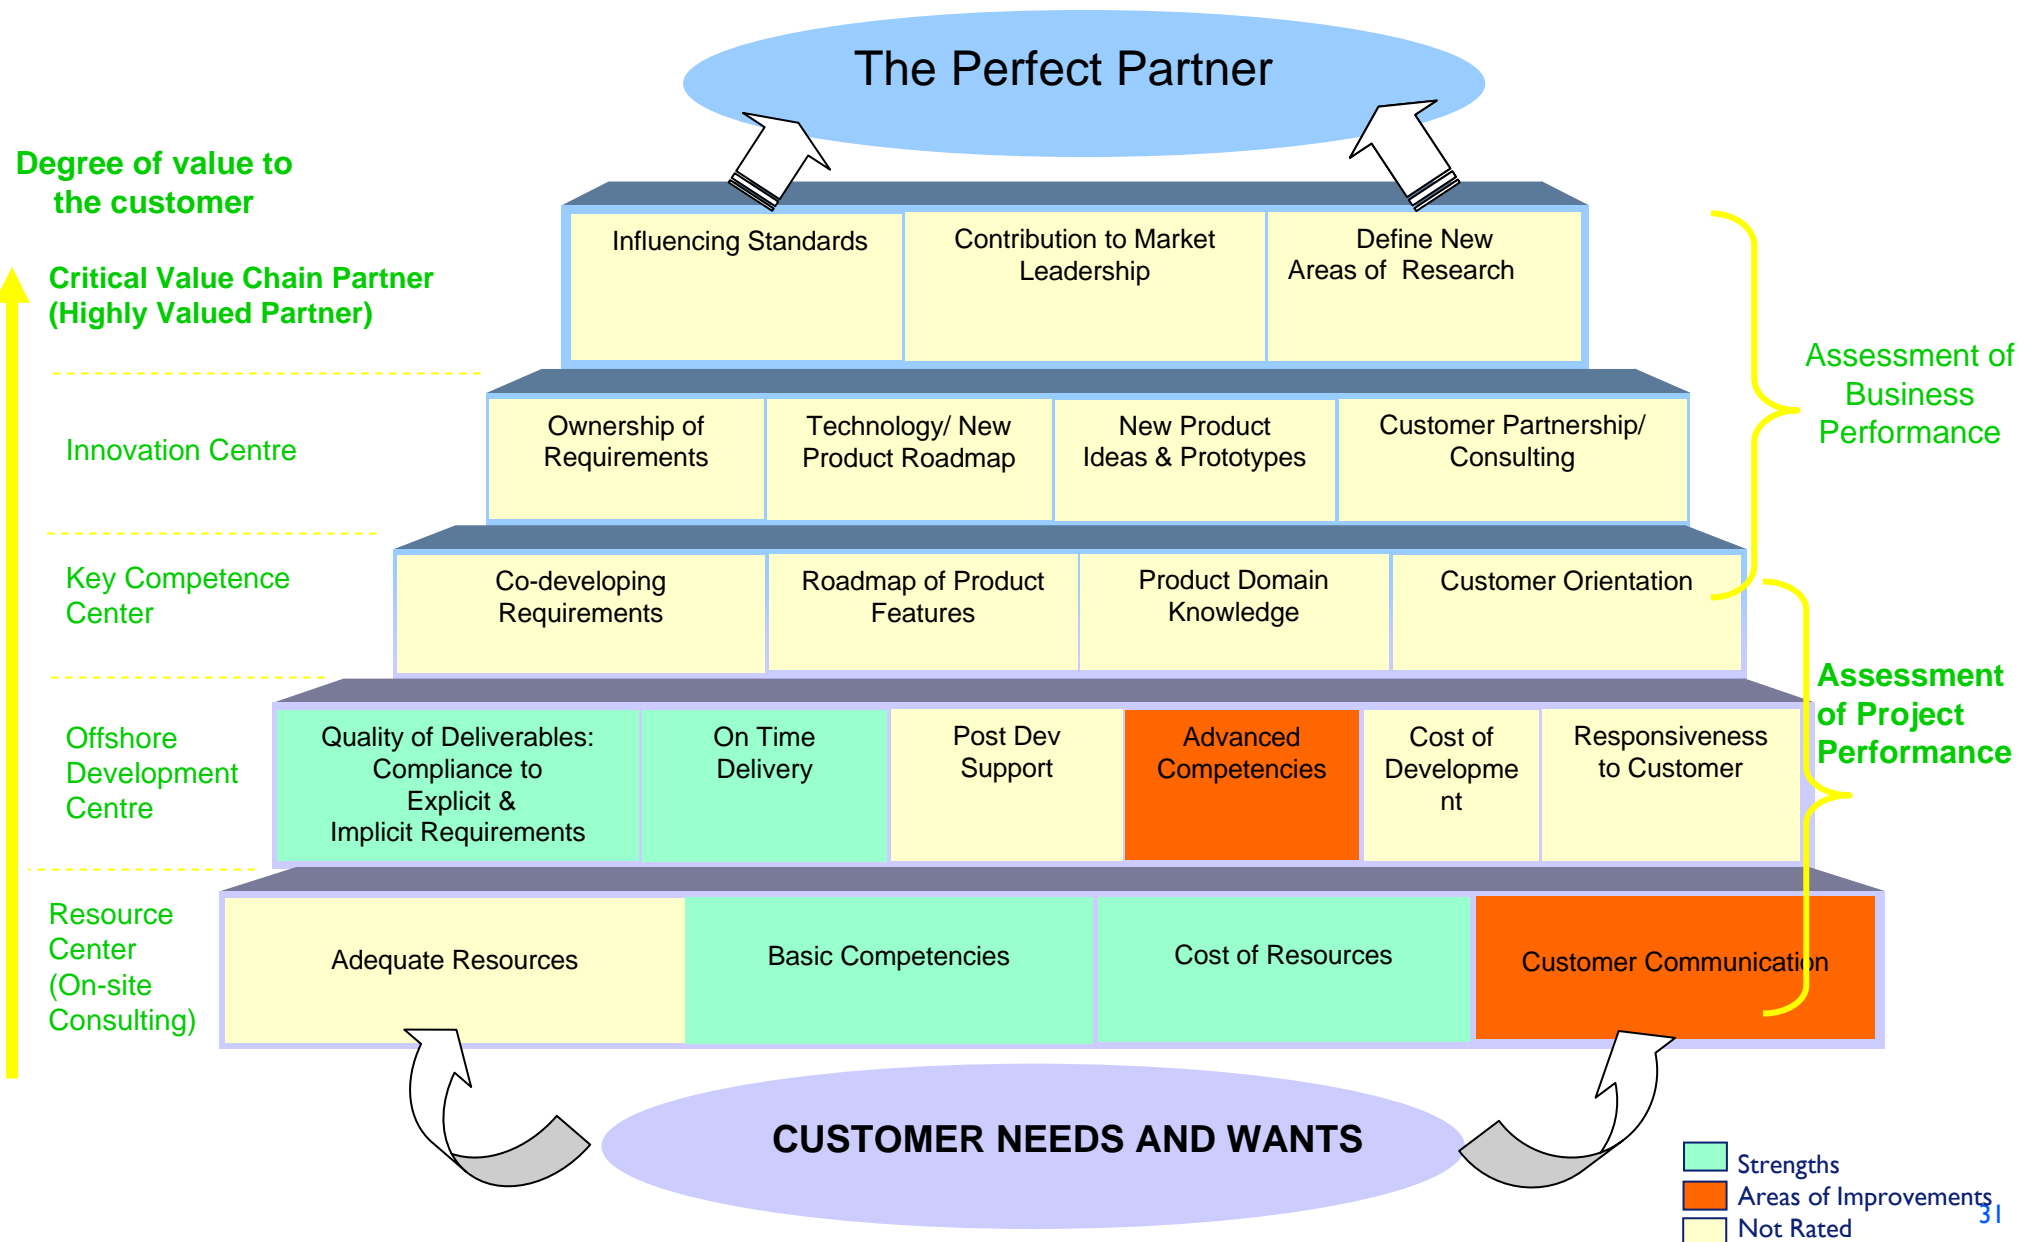 The Perfect Partner
Degree of value to
the customer
Critical Value Chain Partner
(Highly Valued Partner)
Influencing Standards
Contribution to Market
Leadership
Define New
Areas of  Research
Assessment of
Business
Performance
Innovation Centre
Ownership of
Requirements
Technology/ New
Product Roadmap
New Product
Ideas & Prototypes
Customer Partnership/
Consulting
Key Competence
Center
Co-developing
Requirements
Roadmap of Product
Features
Product Domain
Knowledge
Customer Orientation
Assessment
of Project
Performance
Offshore
Development
Centre
Quality of Deliverables:
Compliance to
Explicit &
Implicit Requirements
On Time
Delivery
Post Dev
Support
Advanced
Competencies
Cost of
Developme
nt
Responsiveness
to Customer
Resource
Center
(On-site
Consulting)
Adequate Resources
Basic Competencies
Cost of Resources
Customer Communication
CUSTOMER NEEDS AND WANTS
Strengths
Areas of Improvements
Not Rated
31